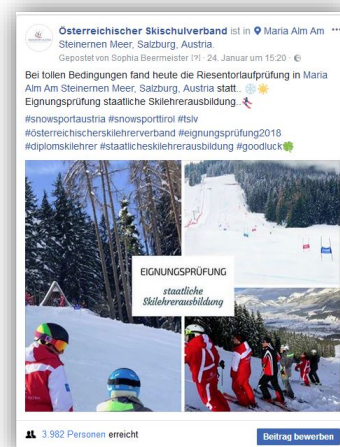 Österreichischer Skischulverband ist in Maria Alm Am
Steinernen Meer, Salzburg, Austria.
Gepostet von Sophia Beermeister [?] · 24. Januar um 15:20 ·
Bei tollen Bedingungen fand heute die Riesentorlaufprüfung in Maria
Alm Am Steinernen Meer, Salzburg, Austria statt..
Eignungsprüfung staatliche Skilehrerausbildung..
#snowsportaustria #snowsporttirol #tslv
#österreichischerskilehrerverband #eignungsprüfung2018
#diplomskilehrer #staatlicheskilehrerausbildung #goodluck
EIGNUNGSPRÜFUNG
staatliche
Skilehrerausbildung
3.982 Personen erreicht
Beitrag bewerben